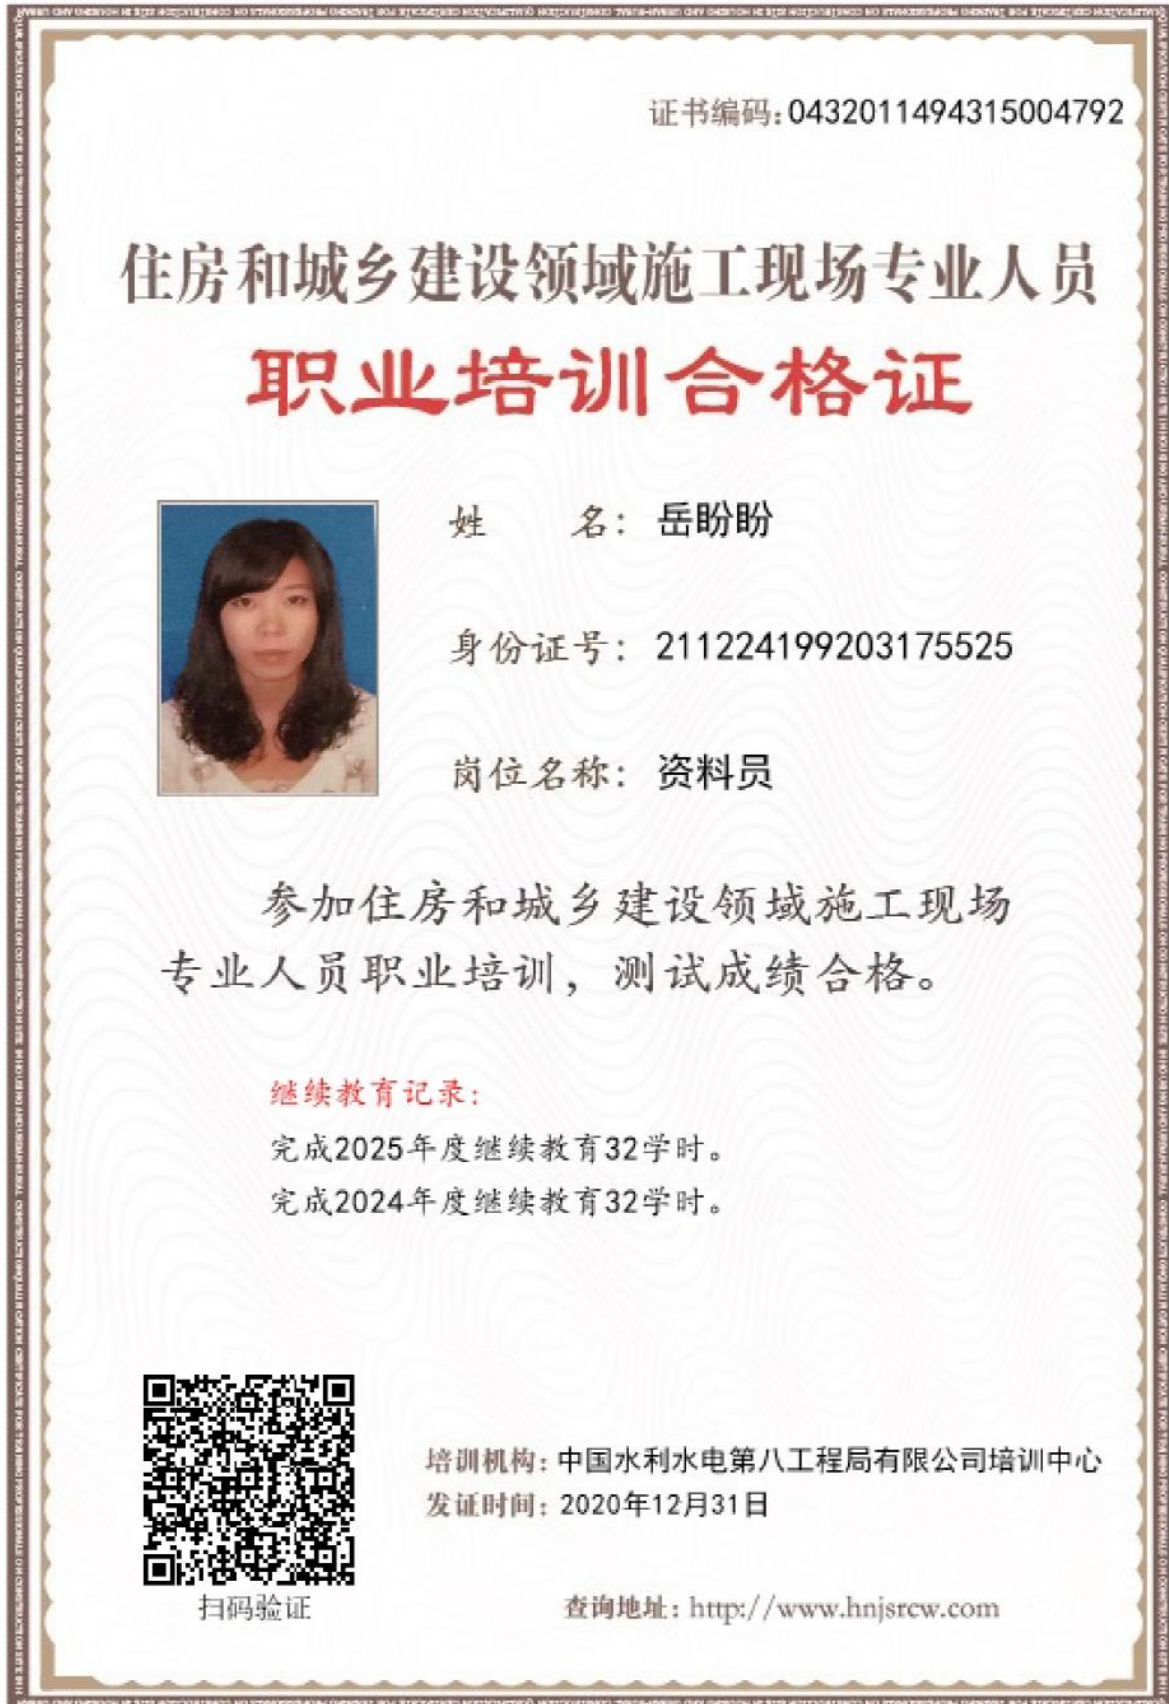 证书编码:0432011494315004792
住房和城乡建设领域施工现场专业人员
职业培训合格证
姓 名： 岳盼盼
身份证号： 211224199203175525
岗位名称： 资料员
参加住房和城乡建设领域施工现场
专业人员职业培训，测试成绩合格。
继续教育记录:
完成2025年度继续教育32学时。
完成2024年度继续教育32学时。
培训机构:中国水利水电第八工程局有限公司培训中心
发证时间:2020年12月31日
扫码验证
查询地址:http://www.hnjsrcw.com